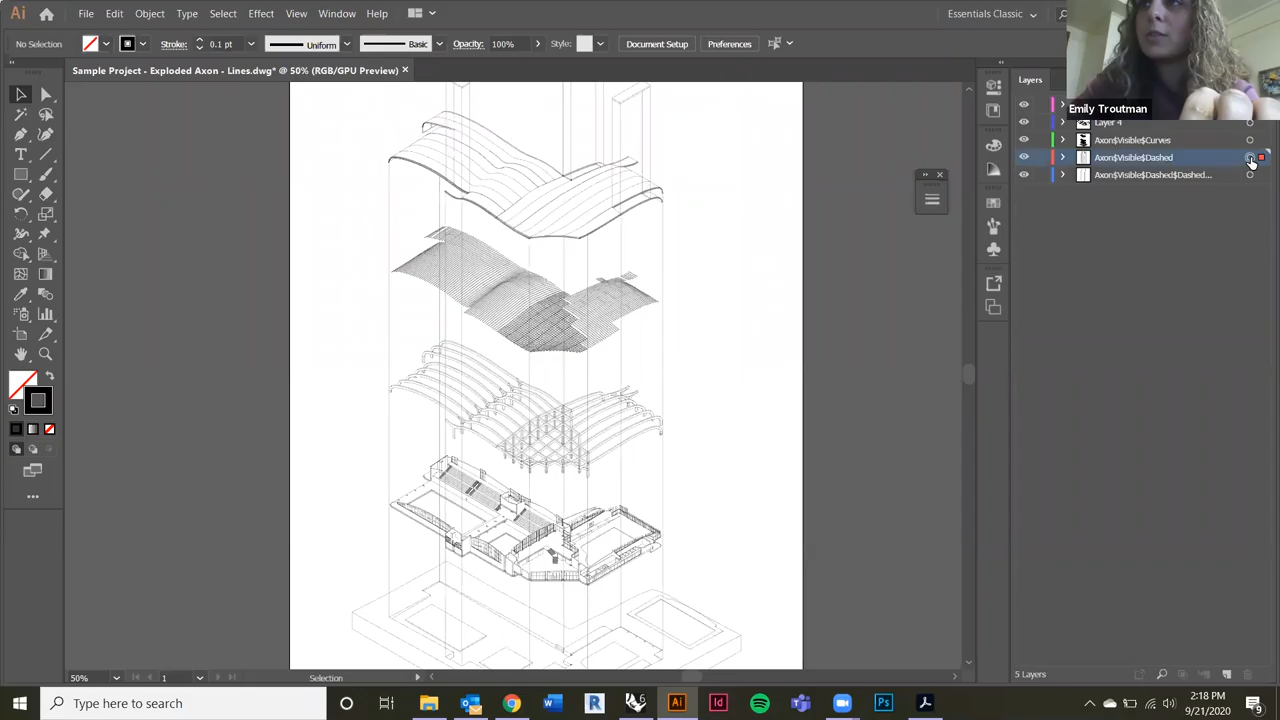 Ai File Edit Object Type Select Effect View Window Help Essentials Classic
No Selection Stroke: 0.1 pt Uniform Basic Opacity: 100% Style: Document Setup Preferences
Sample Project - Exploded Axon - Lines.dwg* @ 50% (RGB/GPU Preview) ×
Layers
Emily Troutman
Layer 4
Axon$Visible$Curves
Axon$Visible$Dashed
Axon$Visible$Dashed$Dashed...
50% 1 Selection 5 Layers
Type here to search
2:18 PM
9/21/2020